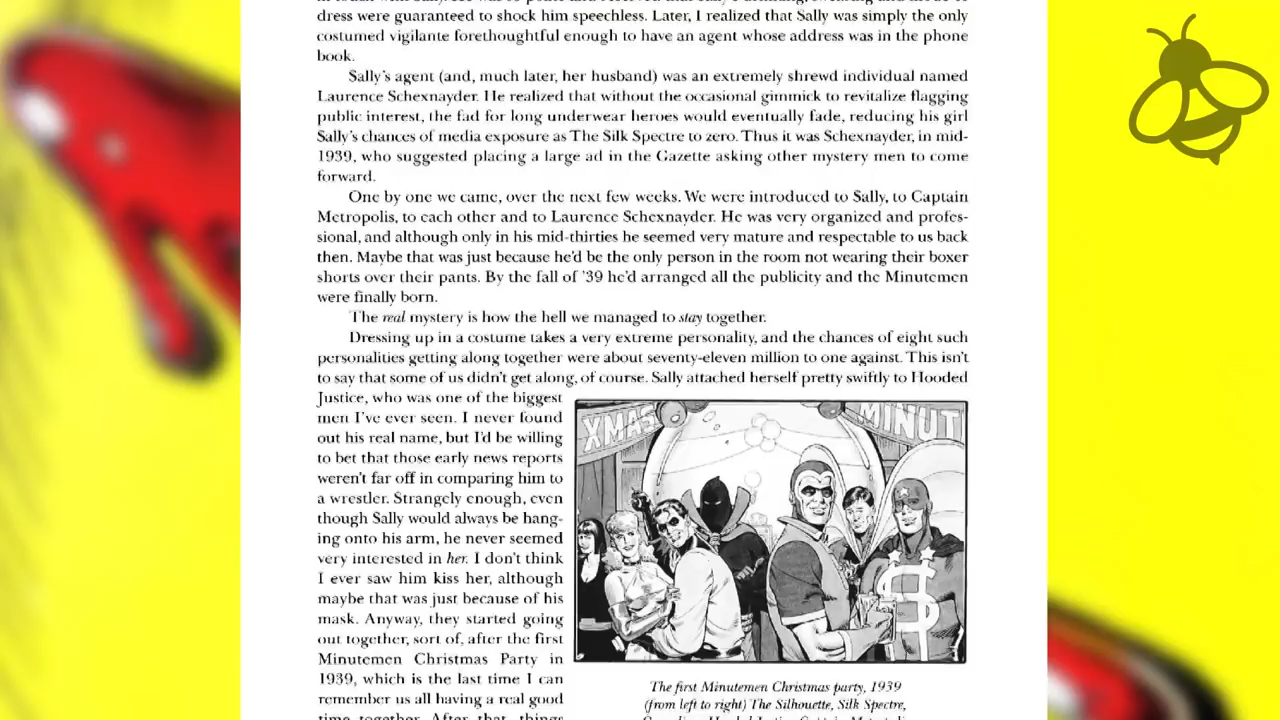 dress were guaranteed to shock him speechless. Later, I realized that Sally was simply the only
costumed vigilante forethoughtful enough to have an agent whose address was in the phone
book.
Sally's agent (and, much later, her husband) was an extremely shrewd individual named
Laurence Schexnayder. He realized that without the occasional gimmick to revitalize flagging
public interest, the fad for long underwear heroes would eventually fade, reducing his girl
Sally's chances of media exposure as The Silk Spectre to zero. Thus it was Schexnayder, in mid-
1939, who suggested placing a large ad in the Gazette asking other mystery men to come
forward.
One by one we came, over the next few weeks. We were introduced to Sally, to Captain
Metropolis, to each other and to Laurence Schexnayder. He was very organized and profes-
sional, and although only in his mid-thirties he seemed very mature and respectable to us back
then. Maybe that was just because he'd be the only person in the room not wearing their boxer
shorts over their pants. By the fall of '39 he'd arranged all the publicity and the Minutemen
were finally born.
The real mystery is how the hell we managed to stay together.
Dressing up in a costume takes a very extreme personality, and the chances of eight such
personalities getting along together were about seventy-eleven million to one against. This isn't
to say that some of us didn't get along, of course. Sally attached herself pretty swiftly to Hooded
Justice, who was one of the biggest
men I've ever seen. I never found
out his real name, but I'd be willing
to bet that those early news reports
weren't far off in comparing him to
a wrestler. Strangely enough, even
though Sally would always be hang-
ing onto his arm, he never seemed
very interested in her. I don't think
I ever saw him kiss her, although
maybe that was just because of his
mask. Anyway, they started going
out together, sort of, after the first
Minutemen Christmas Party in
1939, which is the last time I can
remember us all having a real good
time together. After that, things
XMAS
MINUT
The first Minutemen Christmas party, 1939
(from left to right) The Silhouette, Silk Spectre,